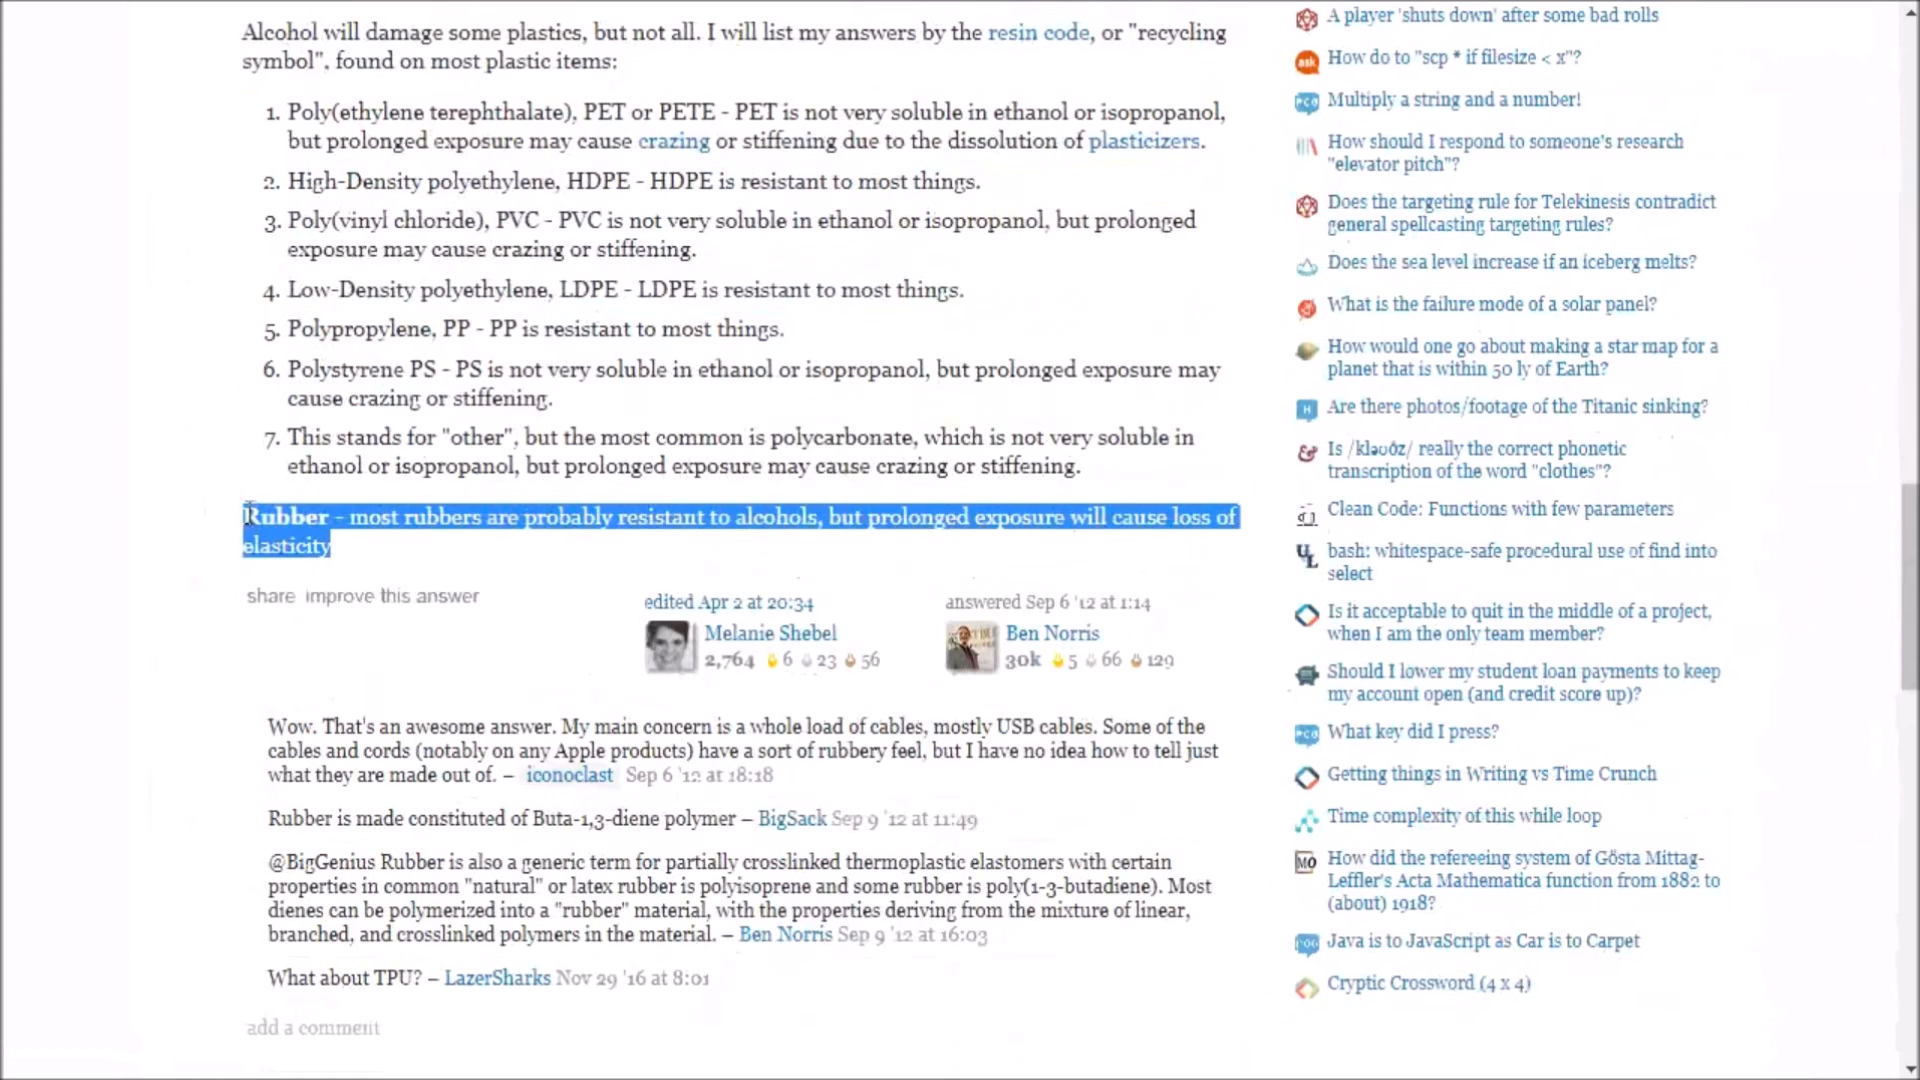 Alcohol will damage some plastics, but not all. I will list my answers by the resin code, or "recycling
symbol", found on most plastic items:
1. Poly(ethylene terephthalate), PET or PETE - PET is not very soluble in ethanol or isopropanol,
but prolonged exposure may cause crazing or stiffening due to the dissolution of plasticizers.
2. High-Density polyethylene, HDPE - HDPE is resistant to most things.
3. Poly(vinyl chloride), PVC - PVC is not very soluble in ethanol or isopropanol, but prolonged
exposure may cause crazing or stiffening.
4. Low-Density polyethylene, LDPE - LDPE is resistant to most things.
5. Polypropylene, PP - PP is resistant to most things.
6. Polystyrene PS - PS is not very soluble in ethanol or isopropanol, but prolonged exposure may
cause crazing or stiffening.
7. This stands for "other", but the most common is polycarbonate, which is not very soluble in
ethanol or isopropanol, but prolonged exposure may cause crazing or stiffening.
Rubber - most rubbers are probably resistant to alcohols, but prolonged exposure will cause loss of
elasticity
share improve this answer
edited Apr 2 at 20:34
Melanie Shebel
2,764 6 23 56
answered Sep 6 '12 at 1:14
Ben Norris
30k 5 66 129
Wow. That's an awesome answer. My main concern is a whole load of cables, mostly USB cables. Some of the
cables and cords (notably on any Apple products) have a sort of rubbery feel, but I have no idea how to tell just
what they are made out of. – iconoclast Sep 6 '12 at 18:18
Rubber is made constituted of Buta-1,3-diene polymer – BigSack Sep 9 '12 at 11:49
@BigGenius Rubber is also a generic term for partially crosslinked thermoplastic elastomers with certain
properties in common "natural" or latex rubber is polyisoprene and some rubber is poly(1-3-butadiene). Most
dienes can be polymerized into a "rubber" material, with the properties deriving from the mixture of linear,
branched, and crosslinked polymers in the material. – Ben Norris Sep 9 '12 at 16:03
What about TPU? – LazerSharks Nov 29 '16 at 8:01
add a comment
A player 'shuts down' after some bad rolls
ask
How do to "scp * if filesize < x"?
PCG
Multiply a string and a number!
How should I respond to someone's research
"elevator pitch"?
Does the targeting rule for Telekinesis contradict
general spellcasting targeting rules?
Does the sea level increase if an iceberg melts?
What is the failure mode of a solar panel?
How would one go about making a star map for a
planet that is within 50 ly of Earth?
H
Are there photos/footage of the Titanic sinking?
Is /kləʊðz/ really the correct phonetic
transcription of the word "clothes"?
Clean Code: Functions with few parameters
UL
bash: whitespace-safe procedural use of find into
select
Is it acceptable to quit in the middle of a project,
when I am the only team member?
Should I lower my student loan payments to keep
my account open (and credit score up)?
PCG
What key did I press?
Getting things in Writing vs Time Crunch
Time complexity of this while loop
MO
How did the refereeing system of Gösta Mittag-
Leffler's Acta Mathematica function from 1882 to
(about) 1918?
PCG
Java is to JavaScript as Car is to Carpet
Cryptic Crossword (4 x 4)